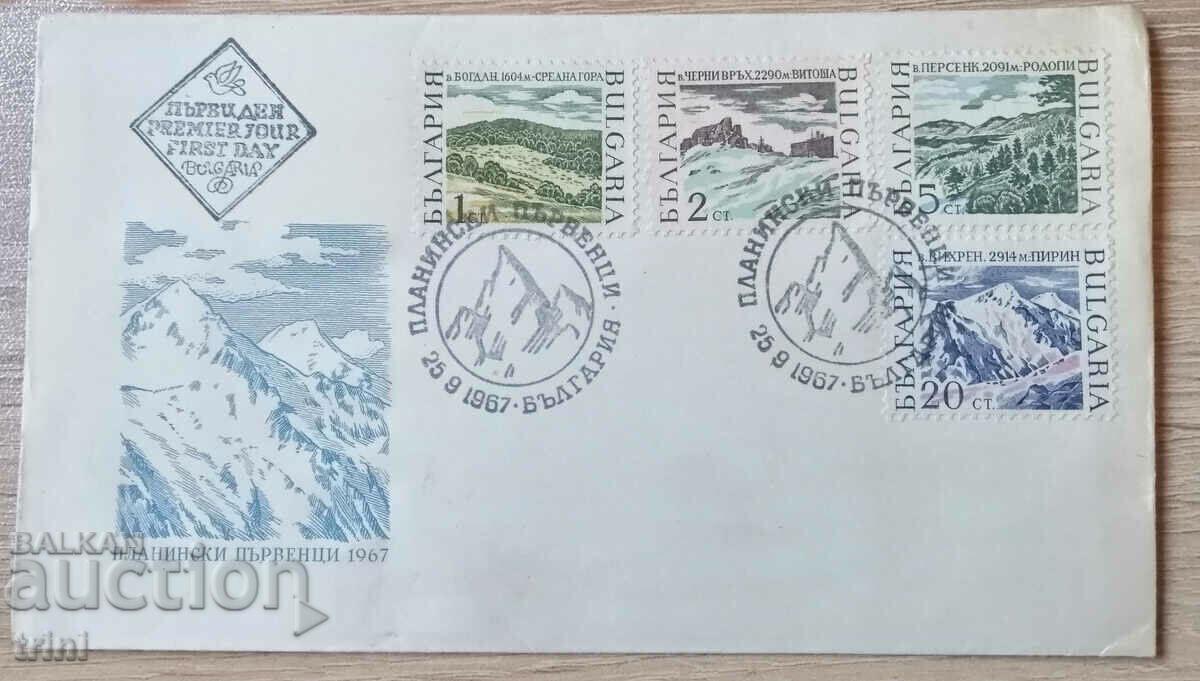 ПЪРВИ ДЕН
PREMIER JOUR
FIRST DAY
BULGARIA
БЪЛГАРИЯ
в. БОГДАН, 1604 м - СРЕДНА ГОРА
BULGARIA
1 СТ.
БЪЛГАРИЯ
в. ЧЕРНИ ВРЪХ, 2290 м - ВИТОША
BULGARIA
2 СТ.
БЪЛГАРИЯ
в. ПЕРСЕНК, 2091 м: РОДОПИ
BULGARIA
5 СТ.
БЪЛГАРИЯ
в. ВИХРЕН, 2914 м: ПИРИН
BULGARIA
20 СТ.
ПЛАНИНСКИ ПЪРВЕНЦИ · БЪЛГАРИЯ · 25 9 1967
ПЛАНИНСКИ ПЪРВЕНЦИ · БЪЛГАРИЯ · 25 9 1967
ПЛАНИНСКИ ПЪРВЕНЦИ 1967
BALKAN
auction
trini